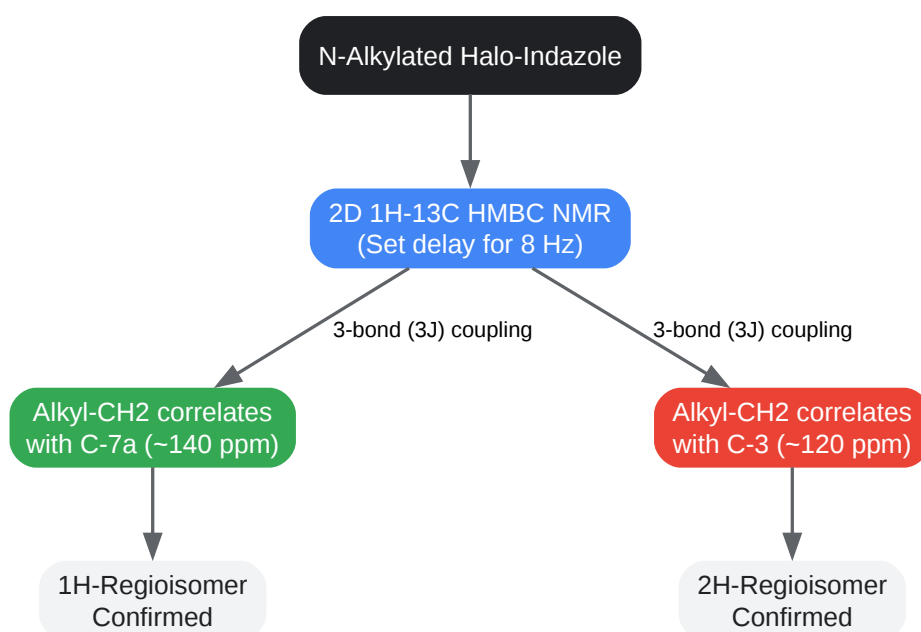 N-Alkylated Halo-Indazole
2D 1H-13C HMBC NMR
(Set delay for 8 Hz)
3-bond (3J) coupling
3-bond (3J) coupling
Alkyl-CH2 correlates
with C-7a (~140 ppm)
Alkyl-CH2 correlates
with C-3 (~120 ppm)
1H-Regioisomer
Confirmed
2H-Regioisomer
Confirmed